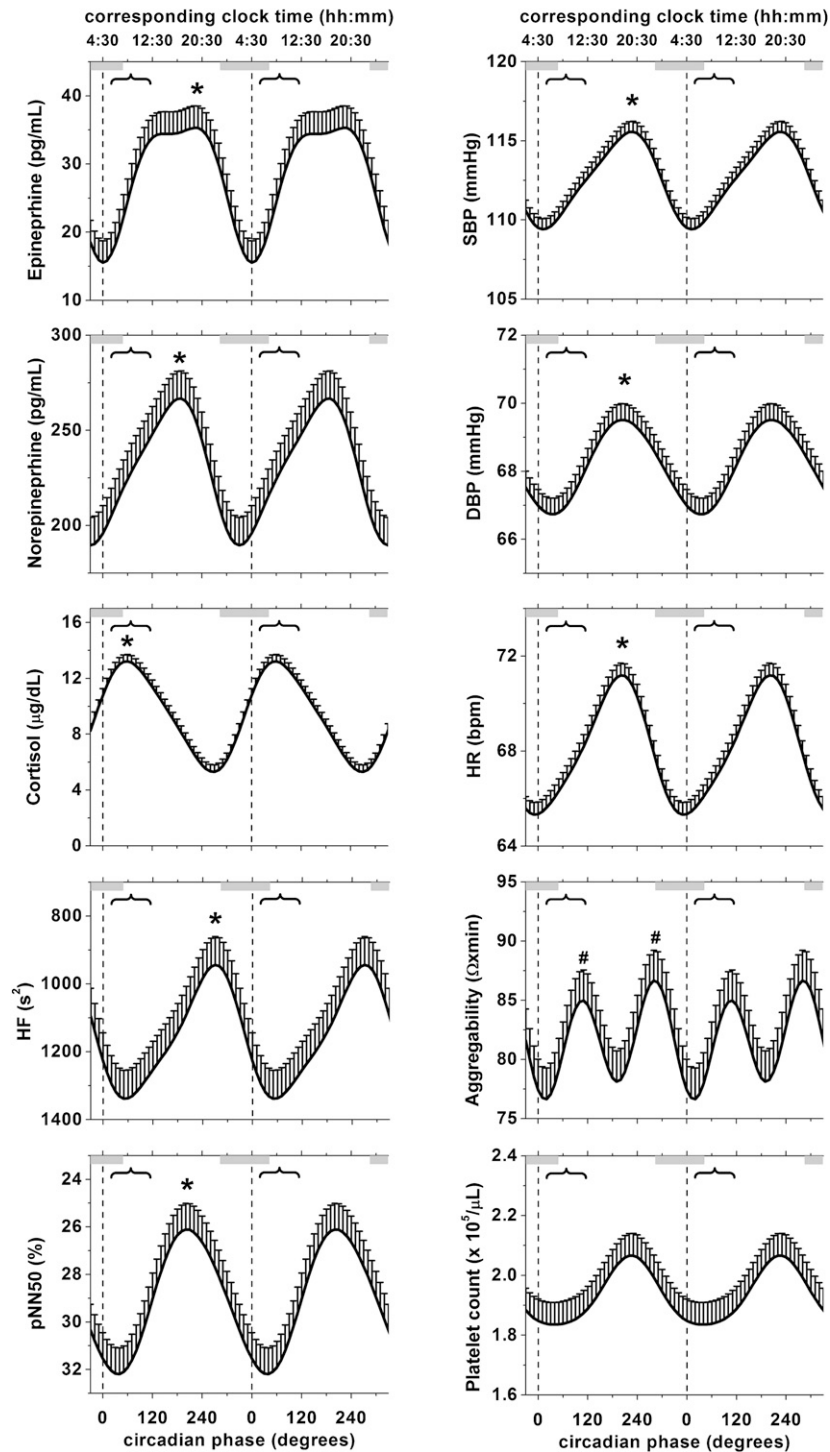 corresponding clock time (hh:mm)
4:30 12:30 20:30 4:30 12:30 20:30
Epineprhine (pg/mL)
40
30
20
10
*
Norepineprhine (pg/mL)
300
250
200
*
Cortisol (μg/dL)
16
12
8
4
0
*
HF (s²)
800
1000
1200
1400
*
pNN50 (%)
24
26
28
30
32
*
0 120 240 0 120 240
circadian phase (degrees)
corresponding clock time (hh:mm)
4:30 12:30 20:30 4:30 12:30 20:30
SBP (mmHg)
120
115
110
105
*
DBP (mmHg)
72
70
68
66
*
HR (bpm)
72
68
64
*
Aggregability (Ωxmin)
95
90
85
80
75
# #
Platelet count (x 10⁵/μL)
2.4
2.2
2.0
1.8
1.6
0 120 240 0 120 240
circadian phase (degrees)